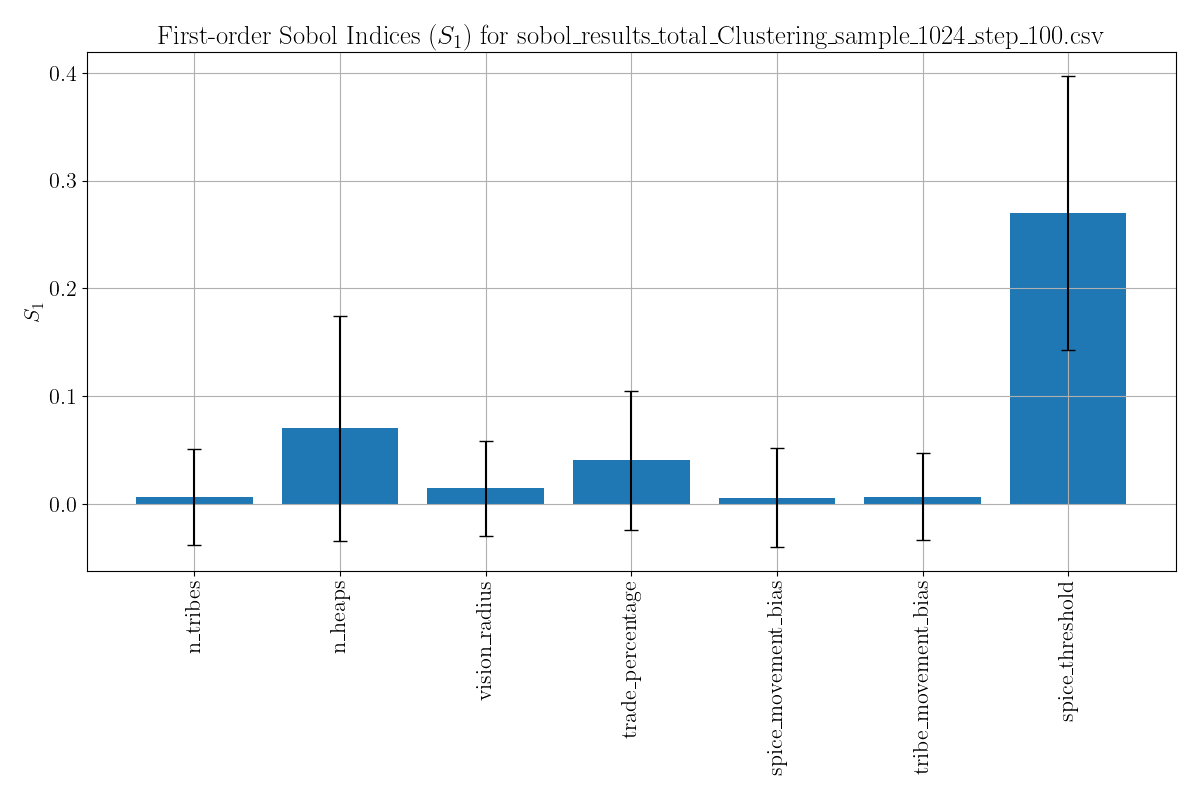 First-order Sobol Indices (S₁) for sobol_results_total_Clustering_sample_1024_step_100.csv
0.4
0.3
0.2
0.1
0.0
S₁
n_tribes
n_heaps
vision_radius
trade_percentage
spice_movement_bias
tribe_movement_bias
spice_threshold